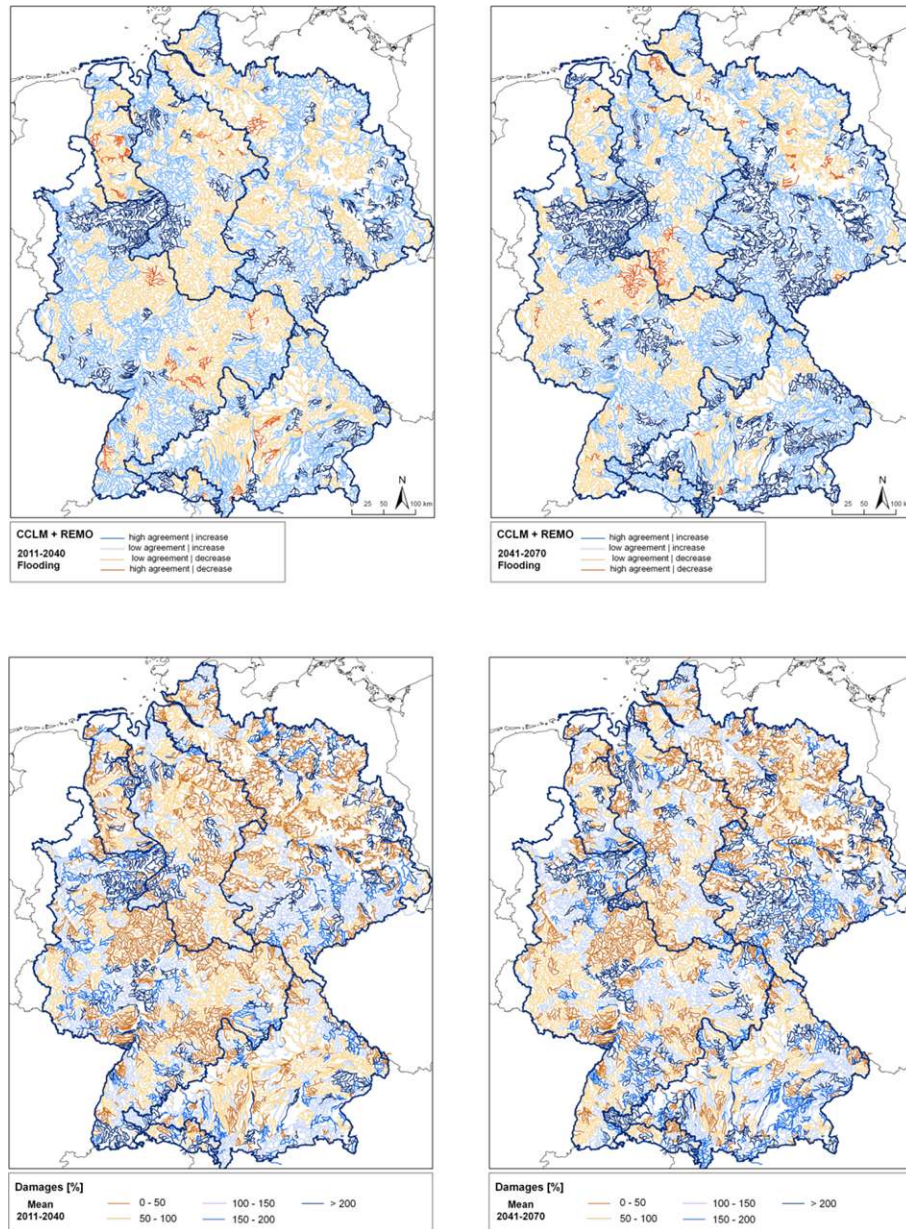 N
0 25 50 100 km
CCLM + REMO
2011-2040
Flooding
high agreement | increase
low agreement | increase
low agreement | decrease
high agreement | decrease
N
0 25 50 100 k
CCLM + REMO
2041-2070
Flooding
high agreement | increase
low agreement | increase
low agreement | decrease
high agreement | decrease
Damages [%]
Mean
2011-2040
0 - 50
50 - 100
100 - 150
150 - 200
> 200
Damages [%]
Mean
2041-2070
0 - 50
50 - 100
100 - 150
150 - 200
> 200